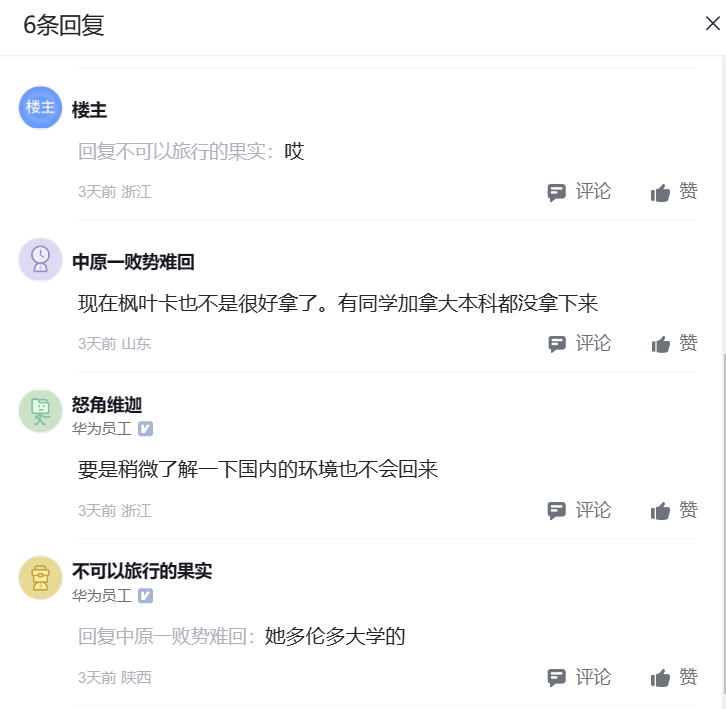 6条回复
楼主
楼主
回复不可以旅行的果实：哎
3天前 浙江 评论 赞
中原一败势难回
现在枫叶卡也不是很好拿了。有同学加拿大本科都没拿下来
3天前 山东 评论 赞
怒角维迦
华为员工
要是稍微了解一下国内的环境也不会回来
3天前 浙江 评论 赞
不可以旅行的果实
华为员工
回复中原一败势难回：她多伦多大学的
3天前 陕西 评论 赞